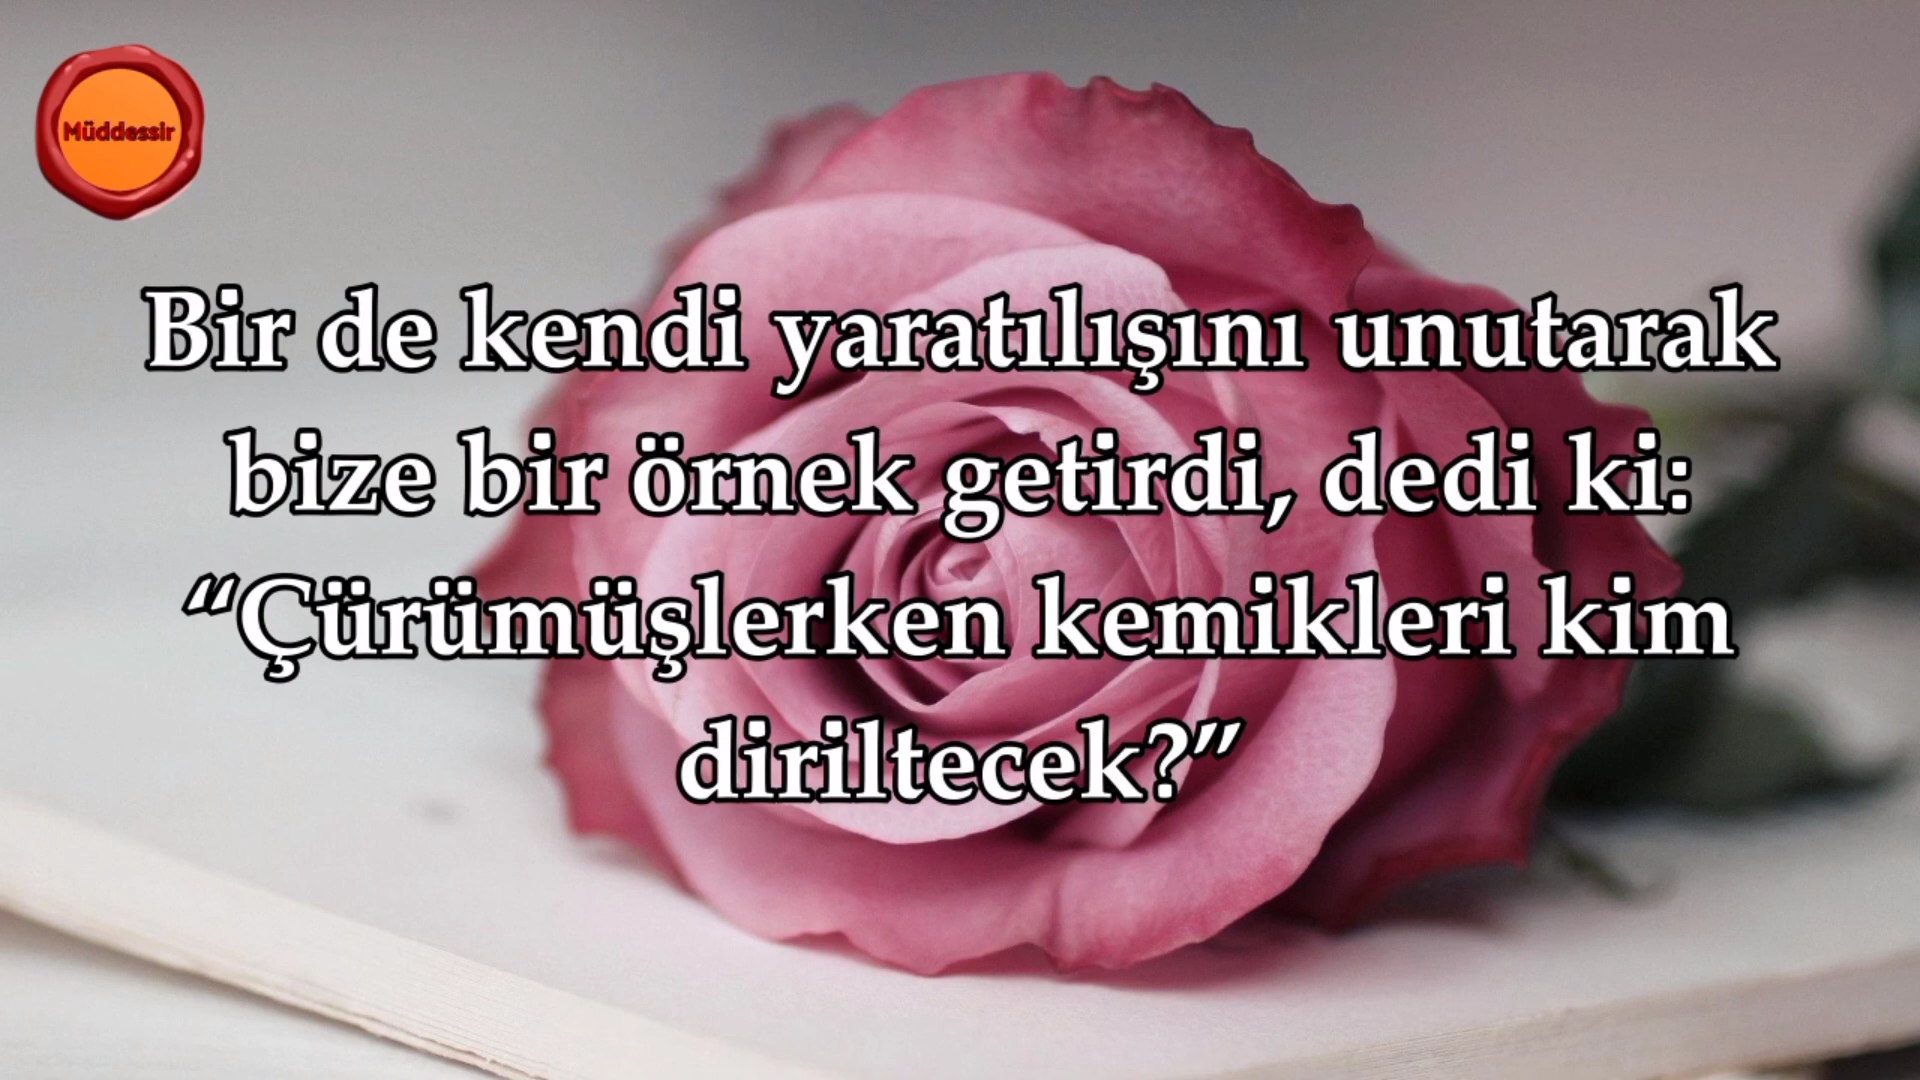 Müddessir
Bir de kendi yaratılışını unutarak
bize bir örnek getirdi, dedi ki:
“Çürümüşlerken kemikleri kim
diriltecek?”